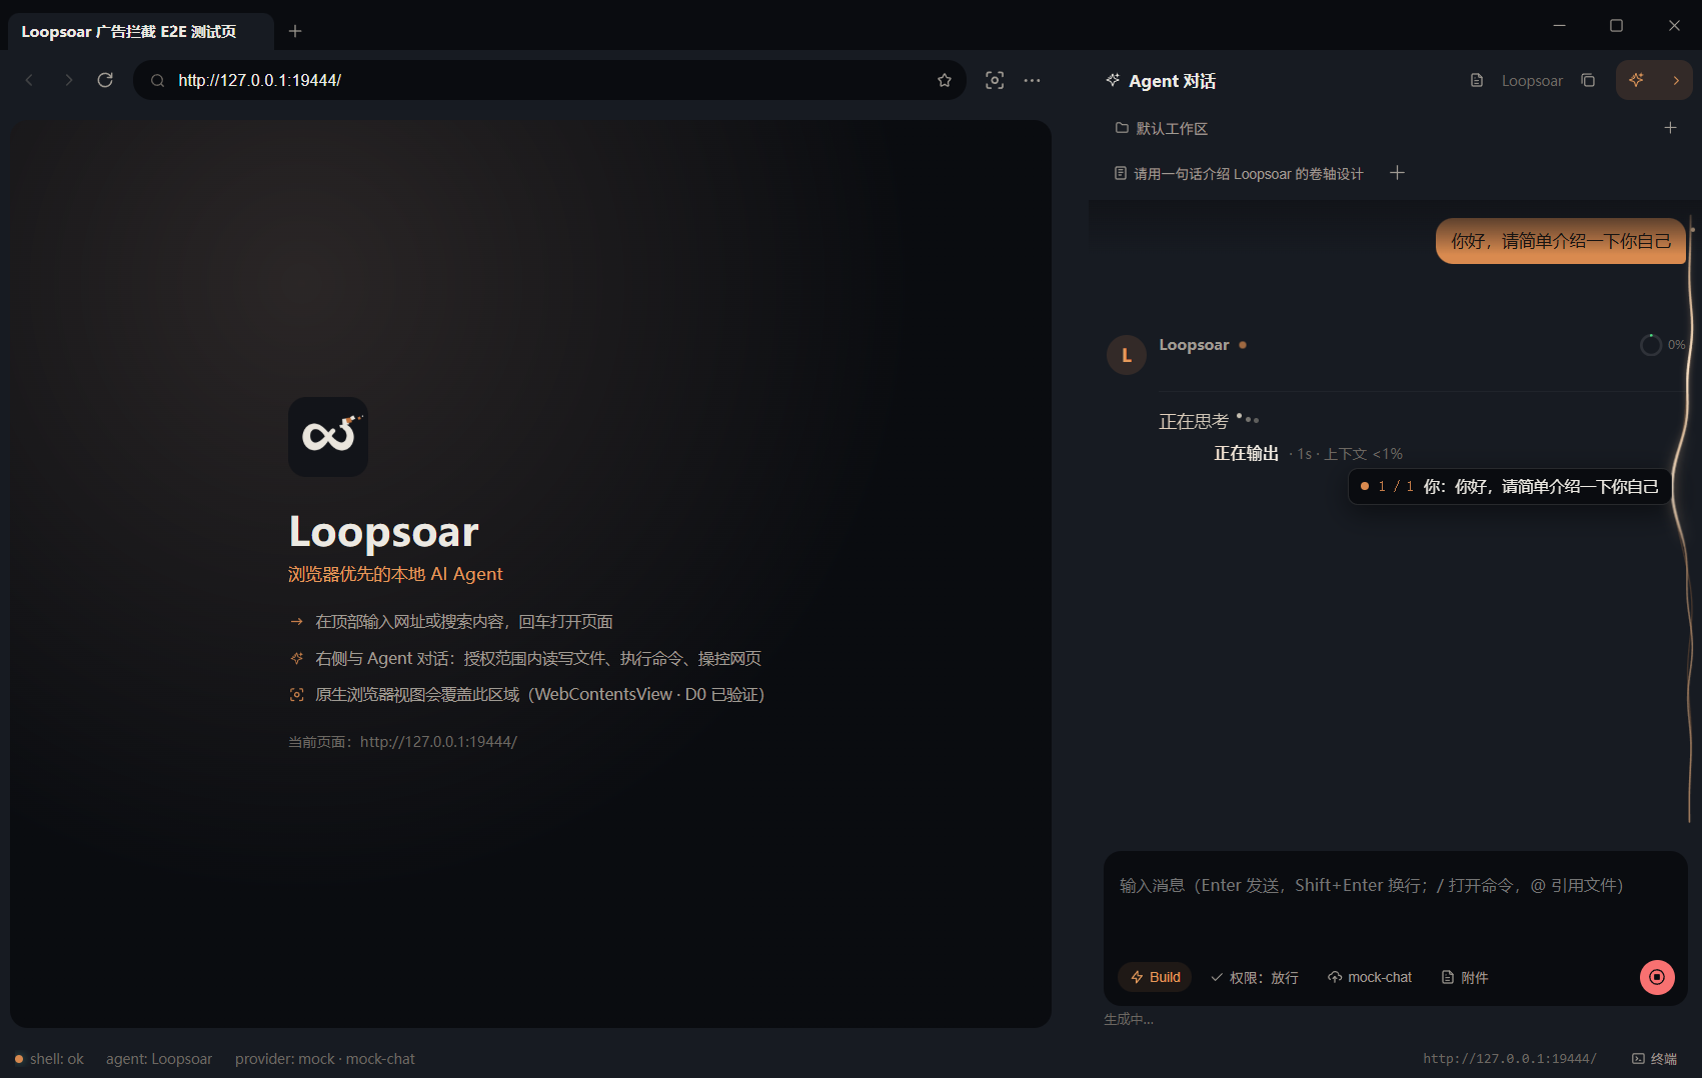 Loopsoar 广告拦截 E2E 测试页
http://127.0.0.1:19444/
Loopsoar
浏览器优先的本地 AI Agent
在顶部输入网址或搜索内容，回车打开页面
右侧与 Agent 对话：授权范围内读写文件、执行命令、操控网页
原生浏览器视图会覆盖此区域（WebContentsView · D0 已验证）
当前页面：http://127.0.0.1:19444/
Agent 对话
Loopsoar
默认工作区
请用一句话介绍 Loopsoar 的卷轴设计
你好，请简单介绍一下你自己
L
Loopsoar
0%
正在思考
正在输出 · 1s · 上下文 <1%
1 / 1 你：你好，请简单介绍一下你自己
输入消息（Enter 发送，Shift+Enter 换行；/ 打开命令，@ 引用文件）
Build 权限：放行 mock-chat 附件
生成中...
shell: ok agent: Loopsoar provider: mock · mock-chat
http://127.0.0.1:19444/ 终端